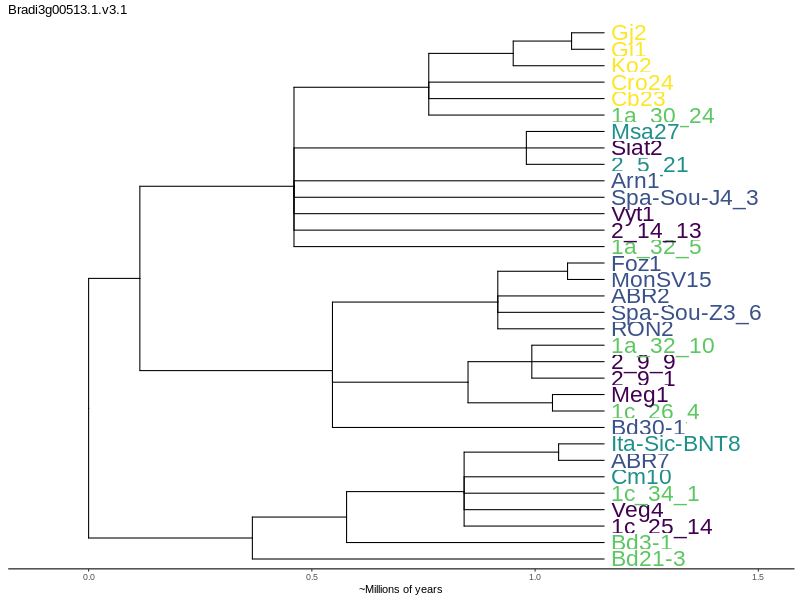 Bradi3g00513.1.v3.1
Gj2
Gl1
Ko2
Cro24
Cb23
1a_30_24
Msa27
Siat2
2_5_21
Arn1
Spa-Sou-J4_3
Vyt1
2_14_13
1a_32_5
Foz1
MonSV15
ABR2
Spa-Sou-Z3_6
RON2
1a_32_10
2_9_9
2_9_1
Meg1
1c_26_4
Bd30-1
Ita-Sic-BNT8
ABR7
Cm10
1c_34_1
Veg4
1c_25_14
Bd3-1
Bd21-3
0.0 0.5 1.0 1.5
~Millions of years